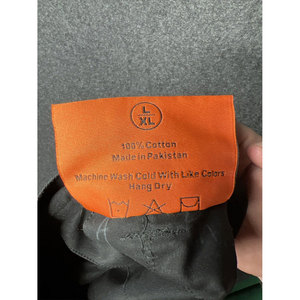 L
XL
100% Cotton
Made in Pakistan
Machine Wash Cold With Like Colors
Hang Dry